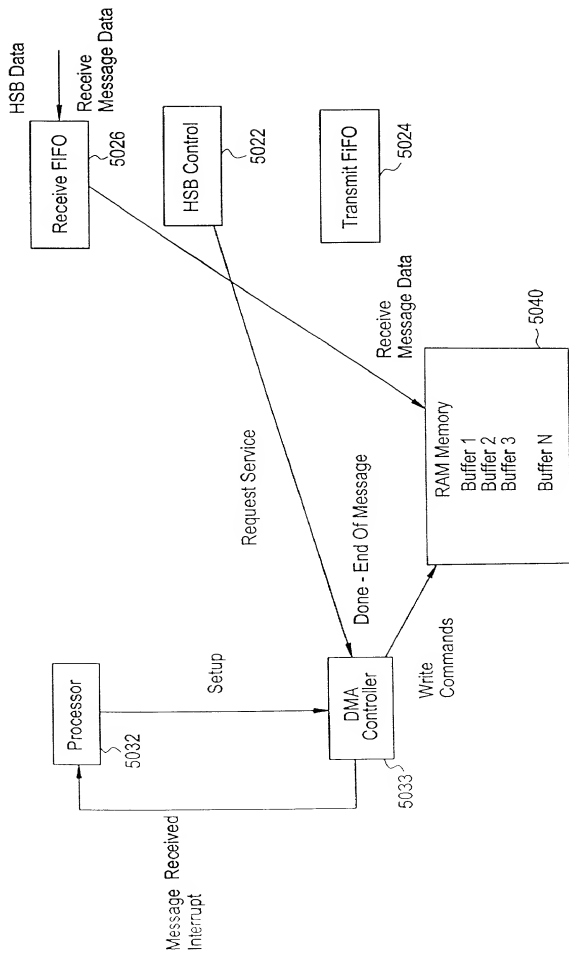 HSB Data
Receive
Message Data
Receive FIFO
5026
HSB Control
5022
Transmit FiFO
5024
Request Service
Receive
Message Data
Done - End Of Message
5040
RAM Memory
Buffer 1
Buffer 2
Buffer 3
Buffer N
Processor
5032
Setup
DMA
Controller
5033
Write
Commands
Message Received
Interrupt